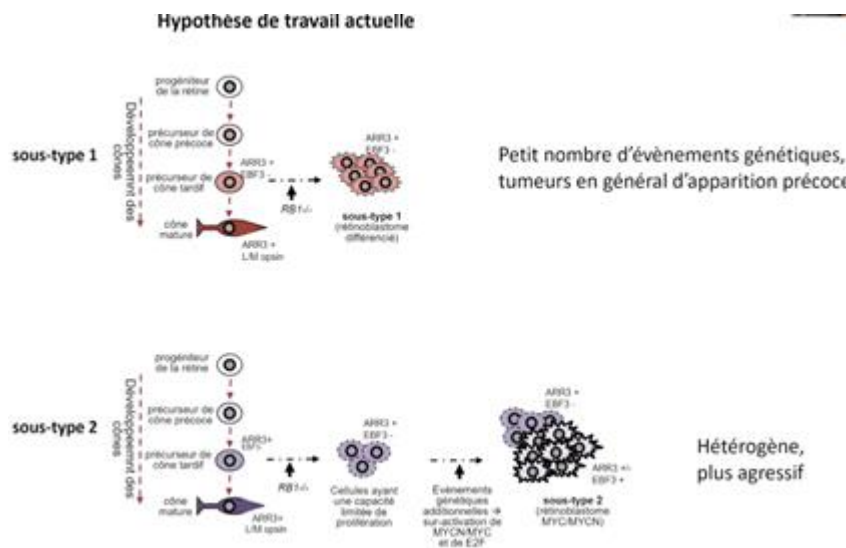 Hypothèse de travail actuelle
sous-type 1
Développeemnt des
cônes
progéniteur
de la rétine
précurseur de
cône précoce
précurseur de
cône tardif
cône
mature
ARR3 +
EBF3 -
ARR3 +
L/M opsin
RB1-/-
ARR3 +
EBF3 -
sous-type 1
(rétinoblastome
différencié)
Petit nombre d'évènements génétiques,
tumeurs en général d'apparition précoce
sous-type 2
Développeemnt des
cônes
progéniteur de
la rétine
précurseur de
cône précoce
précurseur de
cône tardif
cône
mature
ARR3+
EBF3-
ARR3+
L/M opsin
RB1-/-
ARR3 +
EBF3 -
Cellules ayant
une capacité
limitée de
prolifération
Evènements
génétiques
additionnelles →
sur-activation de
MYCN/MYC
et de E2F
ARR3 +
EBF3 -
ARR3 +/-
EBF3 +
sous-type 2
(rétinoblastome
MYC/MYCN)
Hétérogène,
plus agressif